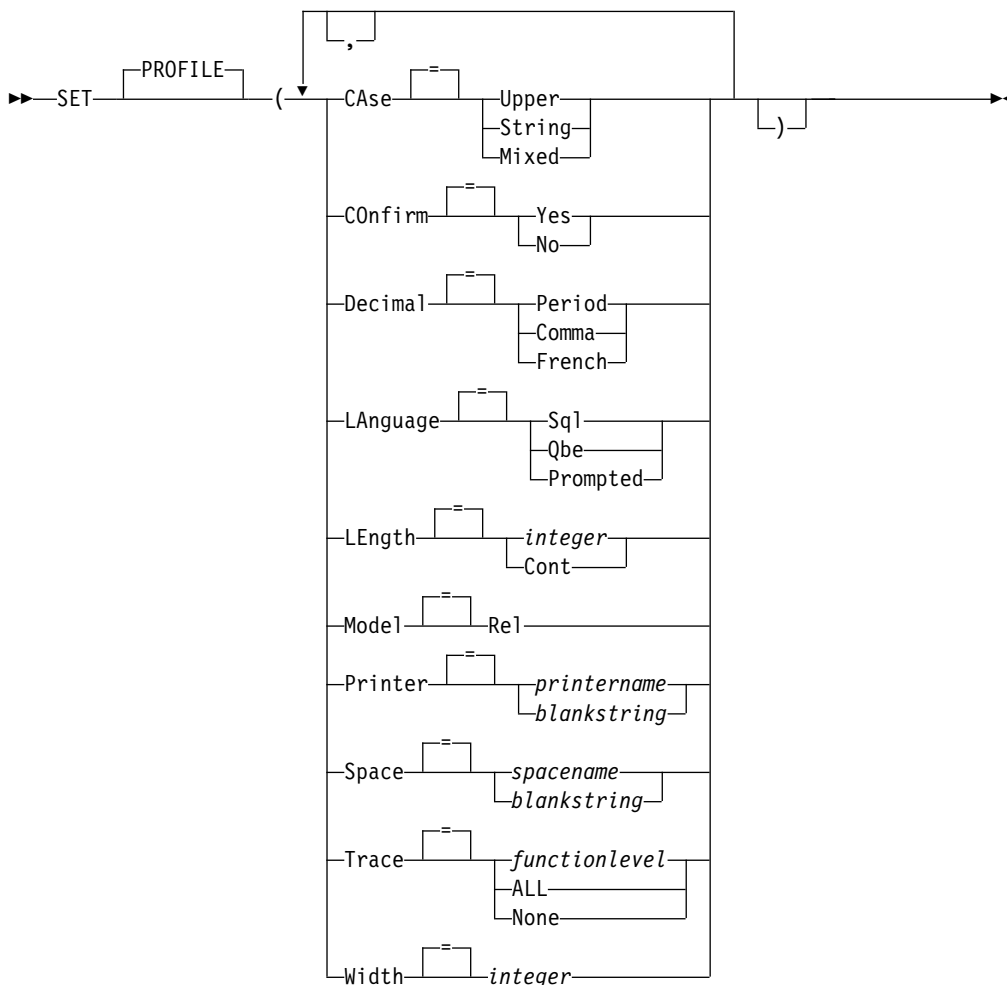 ,
PROFILE
SET ( CAse = Upper )
String
Mixed
COnfirm = Yes
No
Decimal = Period
Comma
French
LAnguage = Sql
Qbe
Prompted
LEngth = integer
Cont
Model = Rel
Printer = printername
blankstring
Space = spacename
blankstring
Trace = functionlevel
ALL
None
Width = integer